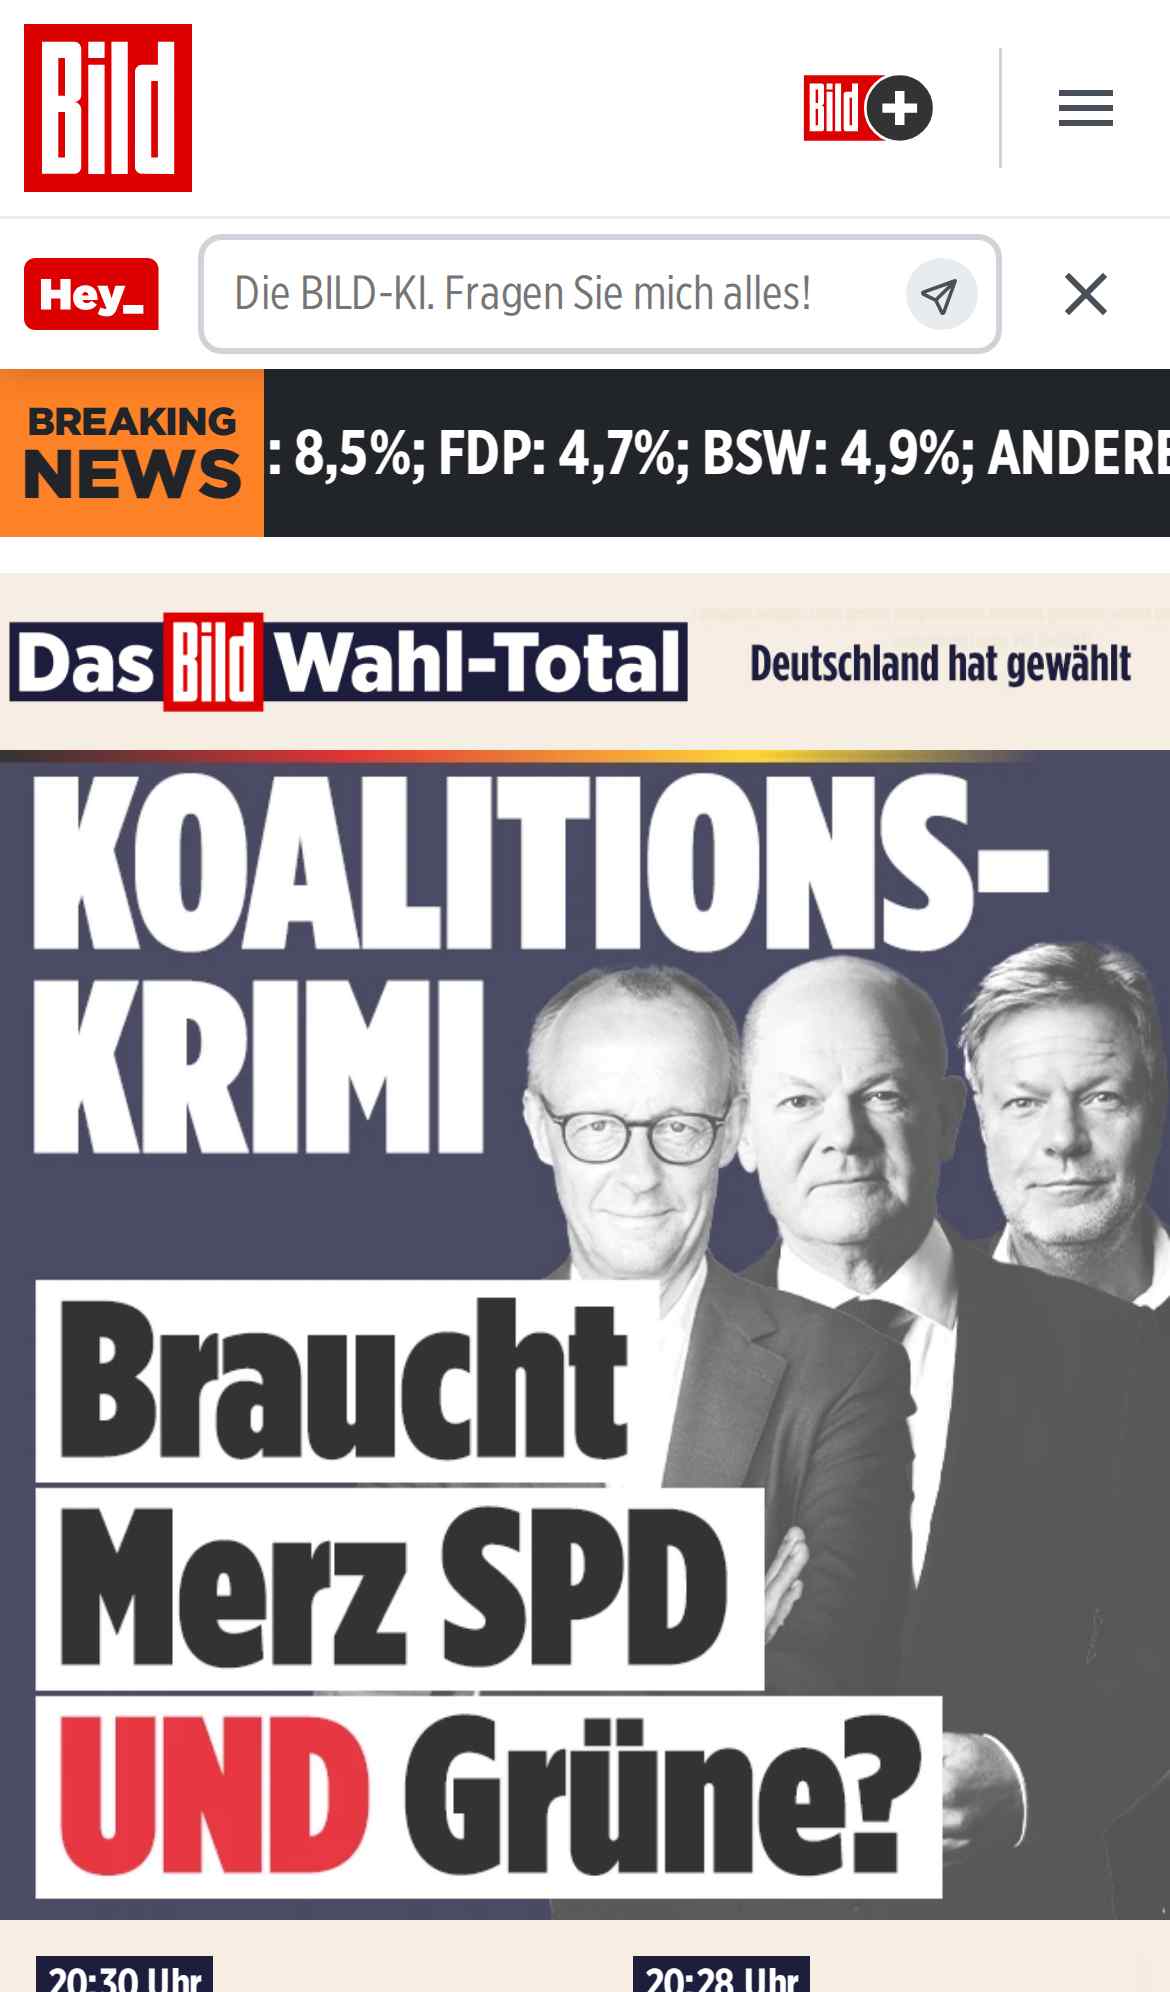 Bild
Bild
Hey_
Die BILD-KI. Fragen Sie mich alles!
BREAKING
NEWS
: 8,5%; FDP: 4,7%; BSW: 4,9%; ANDERE
Das Bild Wahl-Total
Deutschland hat gewählt
KOALITIONS-
KRIMI
Braucht
Merz SPD
UND Grüne?
20:30 Uhr
20:28 Uhr